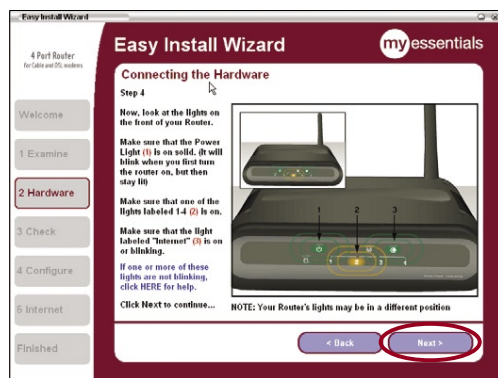 Easy Install Wizard
4 Port Router
for Cable and DSL modems
Easy Install Wizard
myessentials
Welcome
1 Examine
2 Hardware
3 Check
4 Configure
5 Internet
Finished
Connecting the Hardware
Step 4
Now, look at the lights on
the front of your Router.
Make sure that the Power
Light (1) is on solid. (It will
blink when you first turn
the router on, but then
stay lit)
Make sure that one of the
lights labeled 1-4 (2) is on.
Make sure that the light
labeled "Internet" (3) is on
or blinking.
If one or more of these
lights are not blinking,
click HERE for help.
Click Next to continue...
1 2 3
1 2 3 4
NOTE: Your Router's lights may be in a different position
< Back
Next >